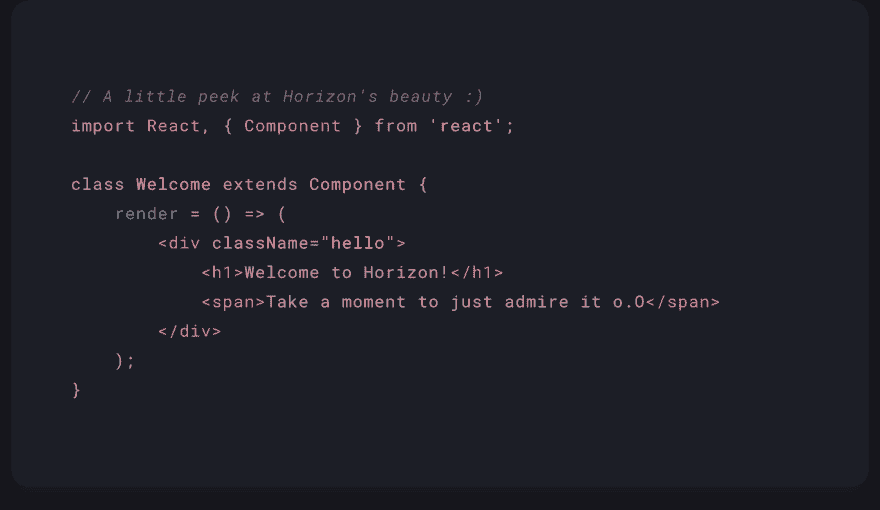 // A little peek at Horizon's beauty :)
import React, { Component } from 'react';
class Welcome extends Component {
render = () => (
<div className="hello">
<h1>Welcome to Horizon!</h1>
<span>Take a moment to just admire it o.O</span>
</div>
);
}